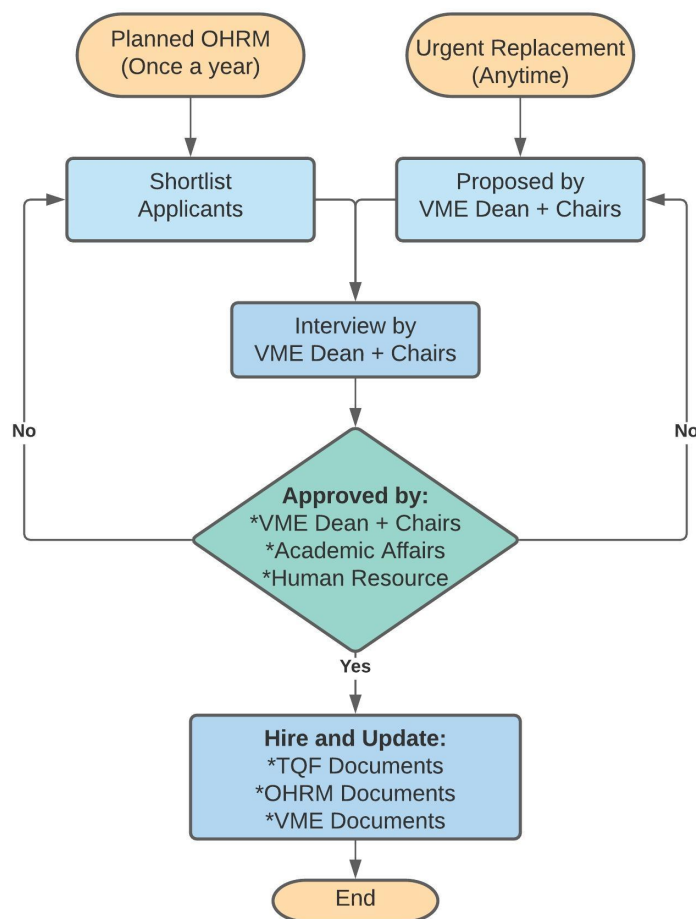 Planned OHRM
(Once a year)
Urgent Replacement
(Anytime)
Shortlist
Applicants
Proposed by
VME Dean + Chairs
Interview by
VME Dean + Chairs
No
No
Approved by:
*VME Dean + Chairs
*Academic Affairs
*Human Resource
Yes
Hire and Update:
*TQF Documents
*OHRM Documents
*VME Documents
End